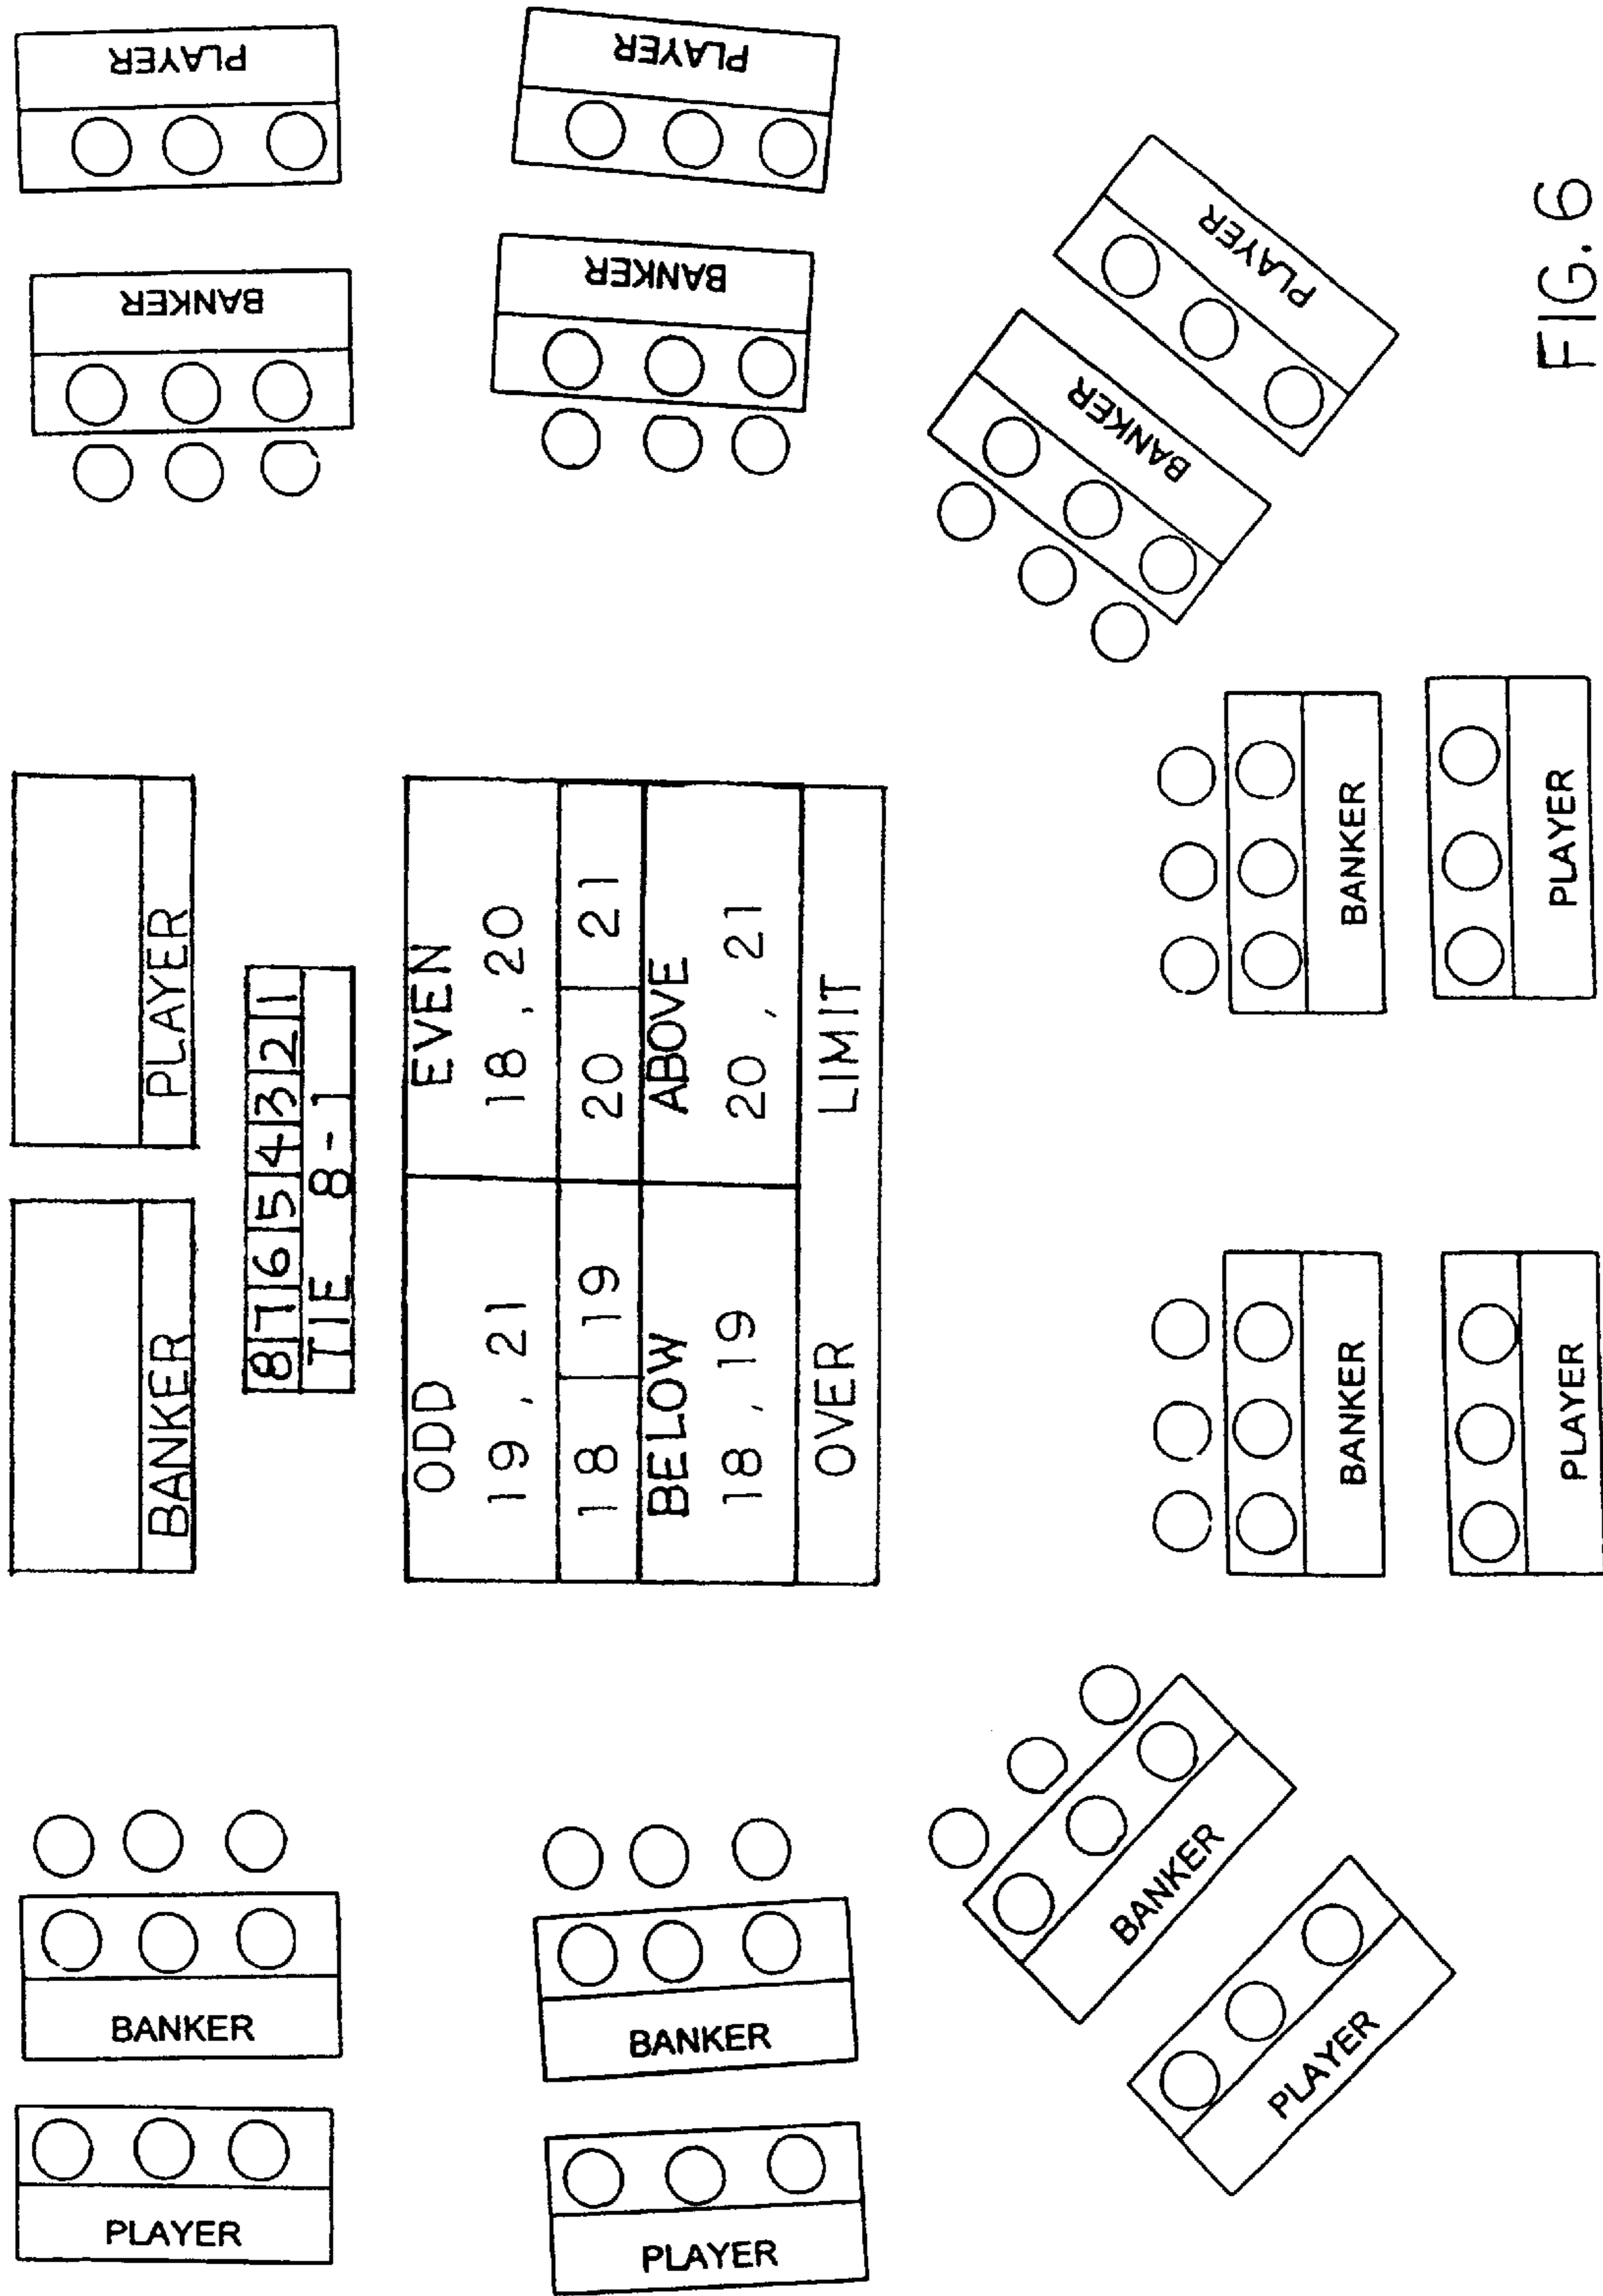 BANKER
PLAYER
8 7 6 5 4 3 2 1
TIE 8-1
ODD EVEN
19, 21 18, 20
18 19 20 21
BELOW ABOVE
18, 19 20, 21
OVER LIMIT
PLAYER
BANKER
PLAYER
BANKER
PLAYER
BANKER
BANKER
PLAYER
BANKER
PLAYER
BANKER
PLAYER
BANKER
PLAYER
BANKER
PLAYER
FIG. 6